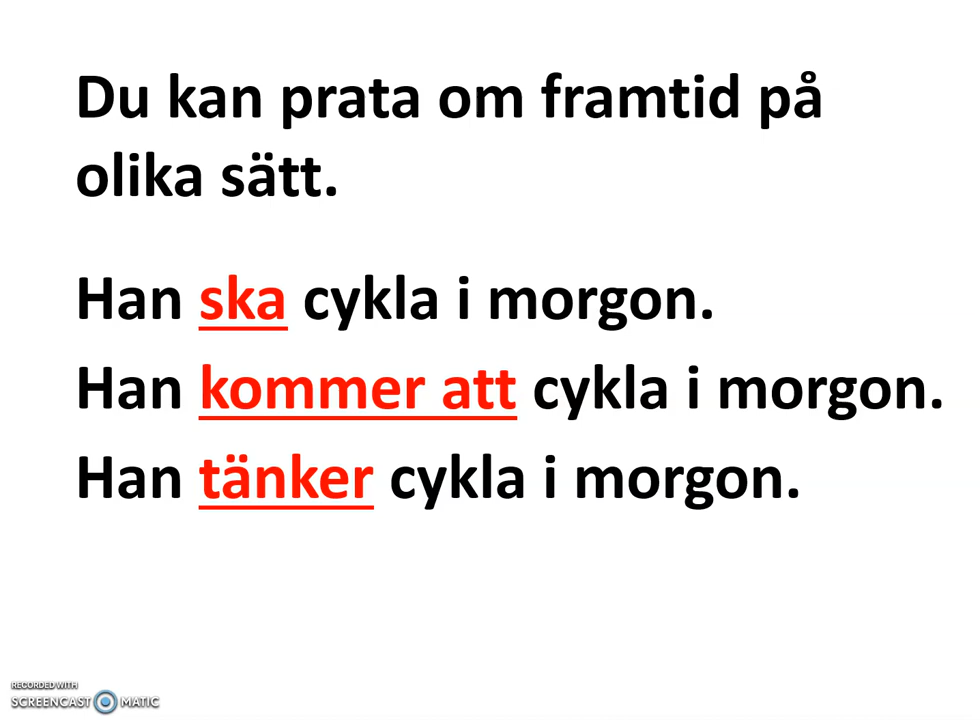 Du kan prata om framtid på
olika sätt.
Han ska cykla i morgon.
Han kommer att cykla i morgon.
Han tänker cykla i morgon.
RECORDED WITH
SCREENCAST MATIC